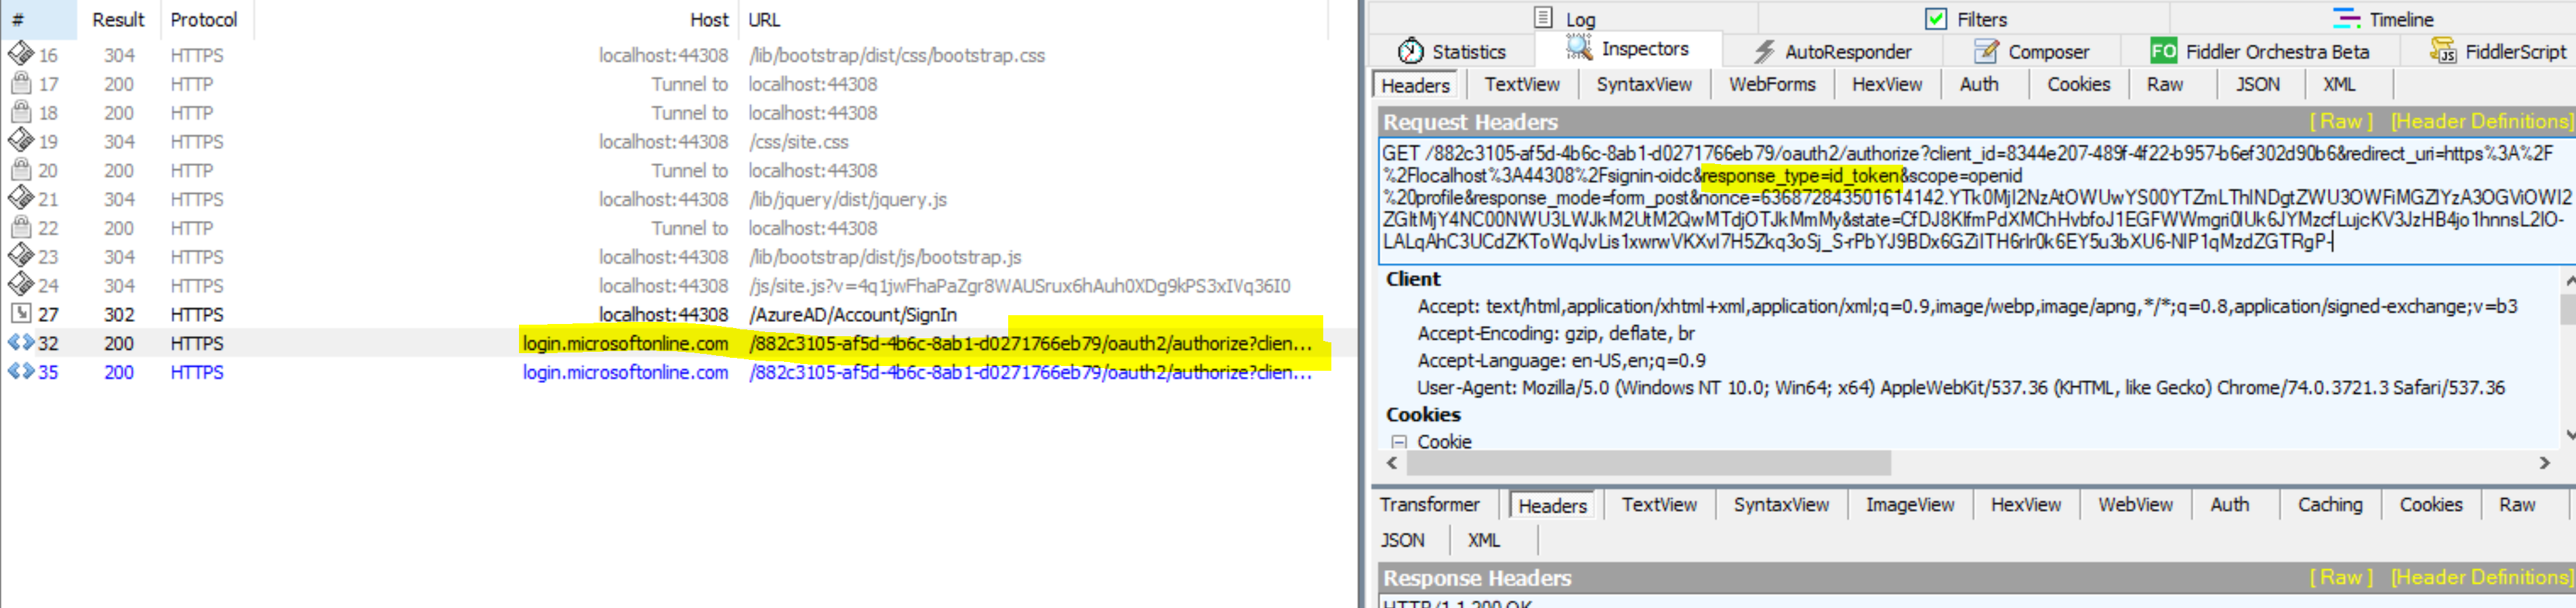 # Result Protocol Host URL
16 304 HTTPS localhost:44308 /lib/bootstrap/dist/css/bootstrap.css
17 200 HTTP Tunnel to localhost:44308
18 200 HTTP Tunnel to localhost:44308
19 304 HTTPS localhost:44308 /css/site.css
20 200 HTTP Tunnel to localhost:44308
21 304 HTTPS localhost:44308 /lib/jquery/dist/jquery.js
22 200 HTTP Tunnel to localhost:44308
23 304 HTTPS localhost:44308 /lib/bootstrap/dist/js/bootstrap.js
24 304 HTTPS localhost:44308 /js/site.js?v=4q1jwFhaPaZgr8WAUSrux6hAuh0XDg9kPS3xIVq36I0
27 302 HTTPS localhost:44308 /AzureAD/Account/SignIn
32 200 HTTPS login.microsoftonline.com /882c3105-af5d-4b6c-8ab1-d0271766eb79/oauth2/authorize?clien...
35 200 HTTPS login.microsoftonline.com /882c3105-af5d-4b6c-8ab1-d0271766eb79/oauth2/authorize?clien...
Log Filters Timeline
Statistics Inspectors AutoResponder Composer FO Fiddler Orchestra Beta JS FiddlerScript
Headers TextView SyntaxView WebForms HexView Auth Cookies Raw JSON XML
Request Headers [ Raw ] [Header Definitions]
GET /882c3105-af5d-4b6c-8ab1-d0271766eb79/oauth2/authorize?client_id=8344e207-489f-4f22-b957-b6ef302d90b6&redirect_uri=https%3A%2F
%2Flocalhost%3A44308%2Fsignin-oidc&response_type=id_token&scope=openid
%20profile&response_mode=form_post&nonce=636872843501614142.YTk0MjI2NzAtOWUwYS00YTZmLThlNDgtZWU3OWFiMGZlYzA3OGViOWI2
ZGItMjY4NC00NWU3LWJkM2UtM2QwMTdjOTJkMmMy&state=CfDJ8KIfmPdXMChHvbfoJ1EGFWWmgri0lUk6JYMzcfLujcKV3JzHB4jo1hnnsL2IO-
LALqAhC3UCdZKToWqJvLis1xwrwVKXvI7H5Zkq3oSj_S-rPbYJ9BDx6GZiITH6rlr0k6EY5u3bXU6-NIP1qMzdZGTRgP-
Client
Accept: text/html,application/xhtml+xml,application/xml;q=0.9,image/webp,image/apng,*/*;q=0.8,application/signed-exchange;v=b3
Accept-Encoding: gzip, deflate, br
Accept-Language: en-US,en;q=0.9
User-Agent: Mozilla/5.0 (Windows NT 10.0; Win64; x64) AppleWebKit/537.36 (KHTML, like Gecko) Chrome/74.0.3721.3 Safari/537.36
Cookies
Cookie
Transformer Headers TextView SyntaxView ImageView HexView WebView Auth Caching Cookies Raw
JSON XML
Response Headers [ Raw ] [Header Definitions]
HTTP/1.1 200 OK